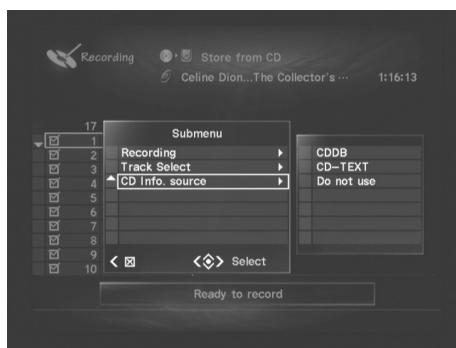 Recording
Store from CD
Celine Dion...The Collector's ...
1:16:13
17
1
2
3
4
5
6
7
8
9
10
Submenu
Recording
Track Select
CD Info. source
Select
CDDB
CD-TEXT
Do not use
Ready to record